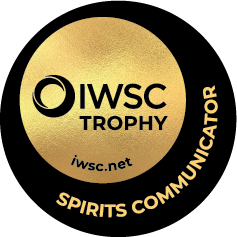 IWSC
TROPHY
iwsc.net
SPIRITS COMMUNICATOR